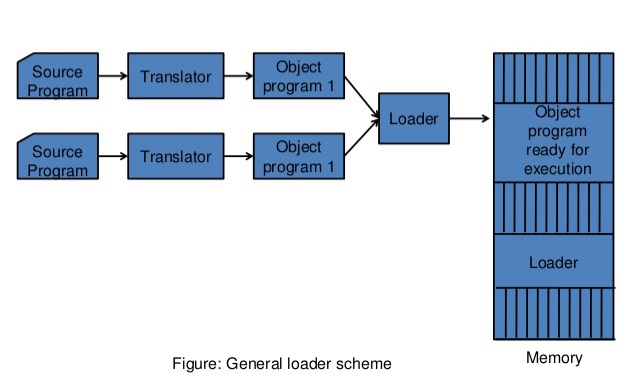 Source
Program
Translator
Object
program 1
Source
Program
Translator
Object
program 1
Loader
Object
program
ready for
execution
Loader
Memory
Figure: General loader scheme